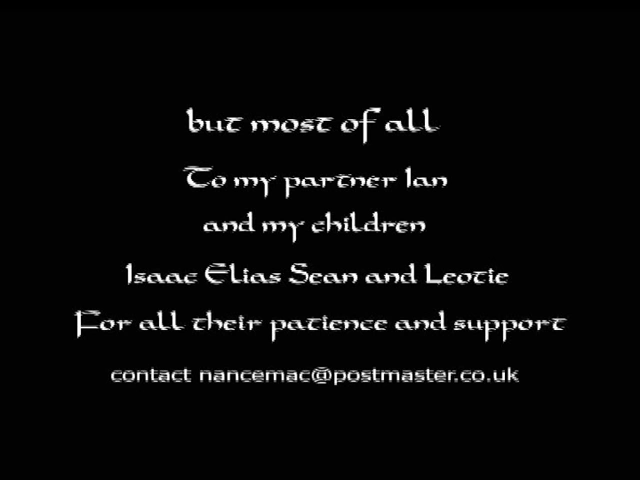 but most of all
To my partner Ian
and my children
Isaac Elias Sean and Leotie
For all their patience and support
contact nancemac@postmaster.co.uk